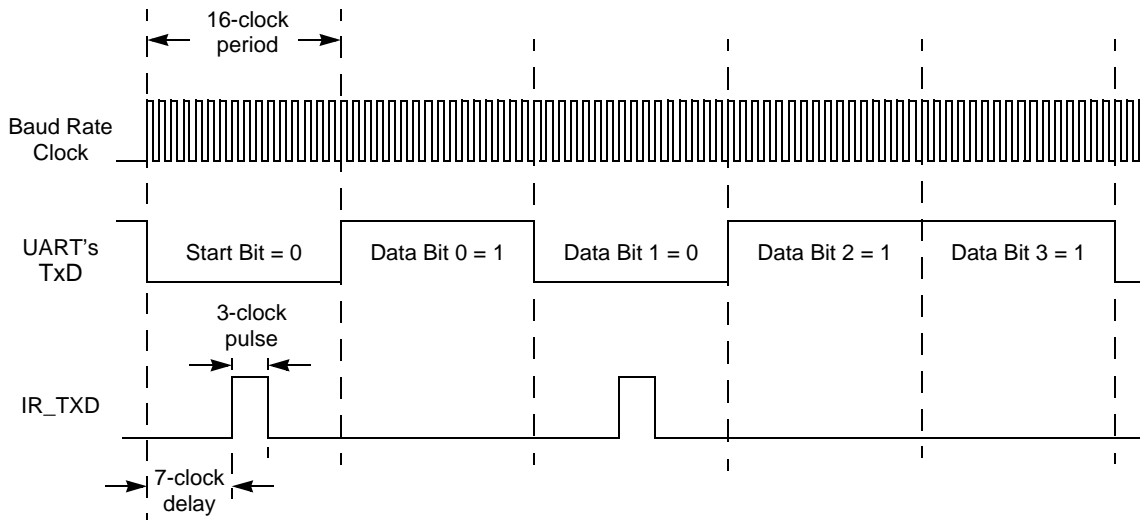 16-clock
period
Baud Rate
Clock
UART's
TxD
Start Bit = 0
Data Bit 0 = 1
Data Bit 1 = 0
Data Bit 2 = 1
Data Bit 3 = 1
3-clock
pulse
IR_TXD
7-clock
delay